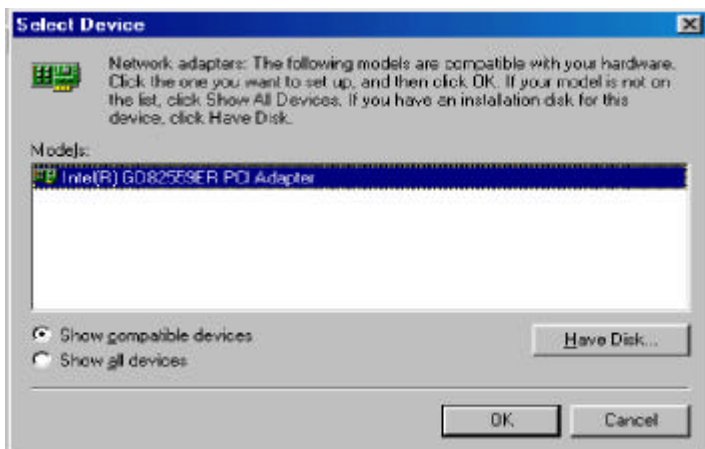 Select Device
Network adapters: The following models are compatible with your hardware.
Click the one you want to set up, and then click OK. If your model is not on
the list, click Show All Devices. If you have an installation disk for this
device, click Have Disk.
Models:
Intel(R) GD82559ER PCI Adapter
Show compatible devices
Have Disk...
Show all devices
OK
Cancel